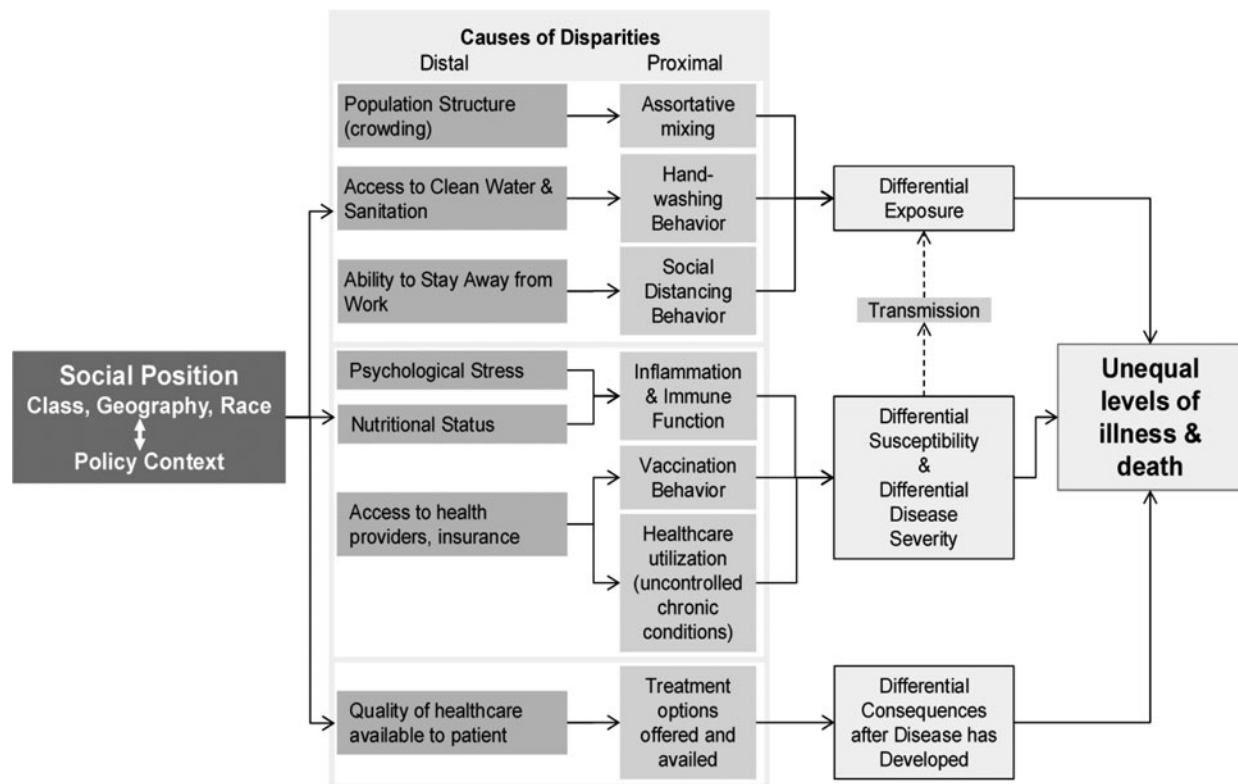 Causes of Disparities
Distal
Proximal
Population Structure
(crowding)
Assortative
mixing
Access to Clean Water &
Sanitation
Hand-
washing
Behavior
Differential
Exposure
Ability to Stay Away from
Work
Social
Distancing
Behavior
Transmission
Social Position
Class, Geography, Race
Policy Context
Psychological Stress
Nutritional Status
Inflammation
& Immune
Function
Access to health
providers, insurance
Vaccination
Behavior
Healthcare
utilization
(uncontrolled
chronic
conditions)
Differential
Susceptibility
&
Differential
Disease
Severity
Unequal
levels of
illness &
death
Quality of healthcare
available to patient
Treatment
options
offered and
availed
Differential
Consequences
after Disease has
Developed